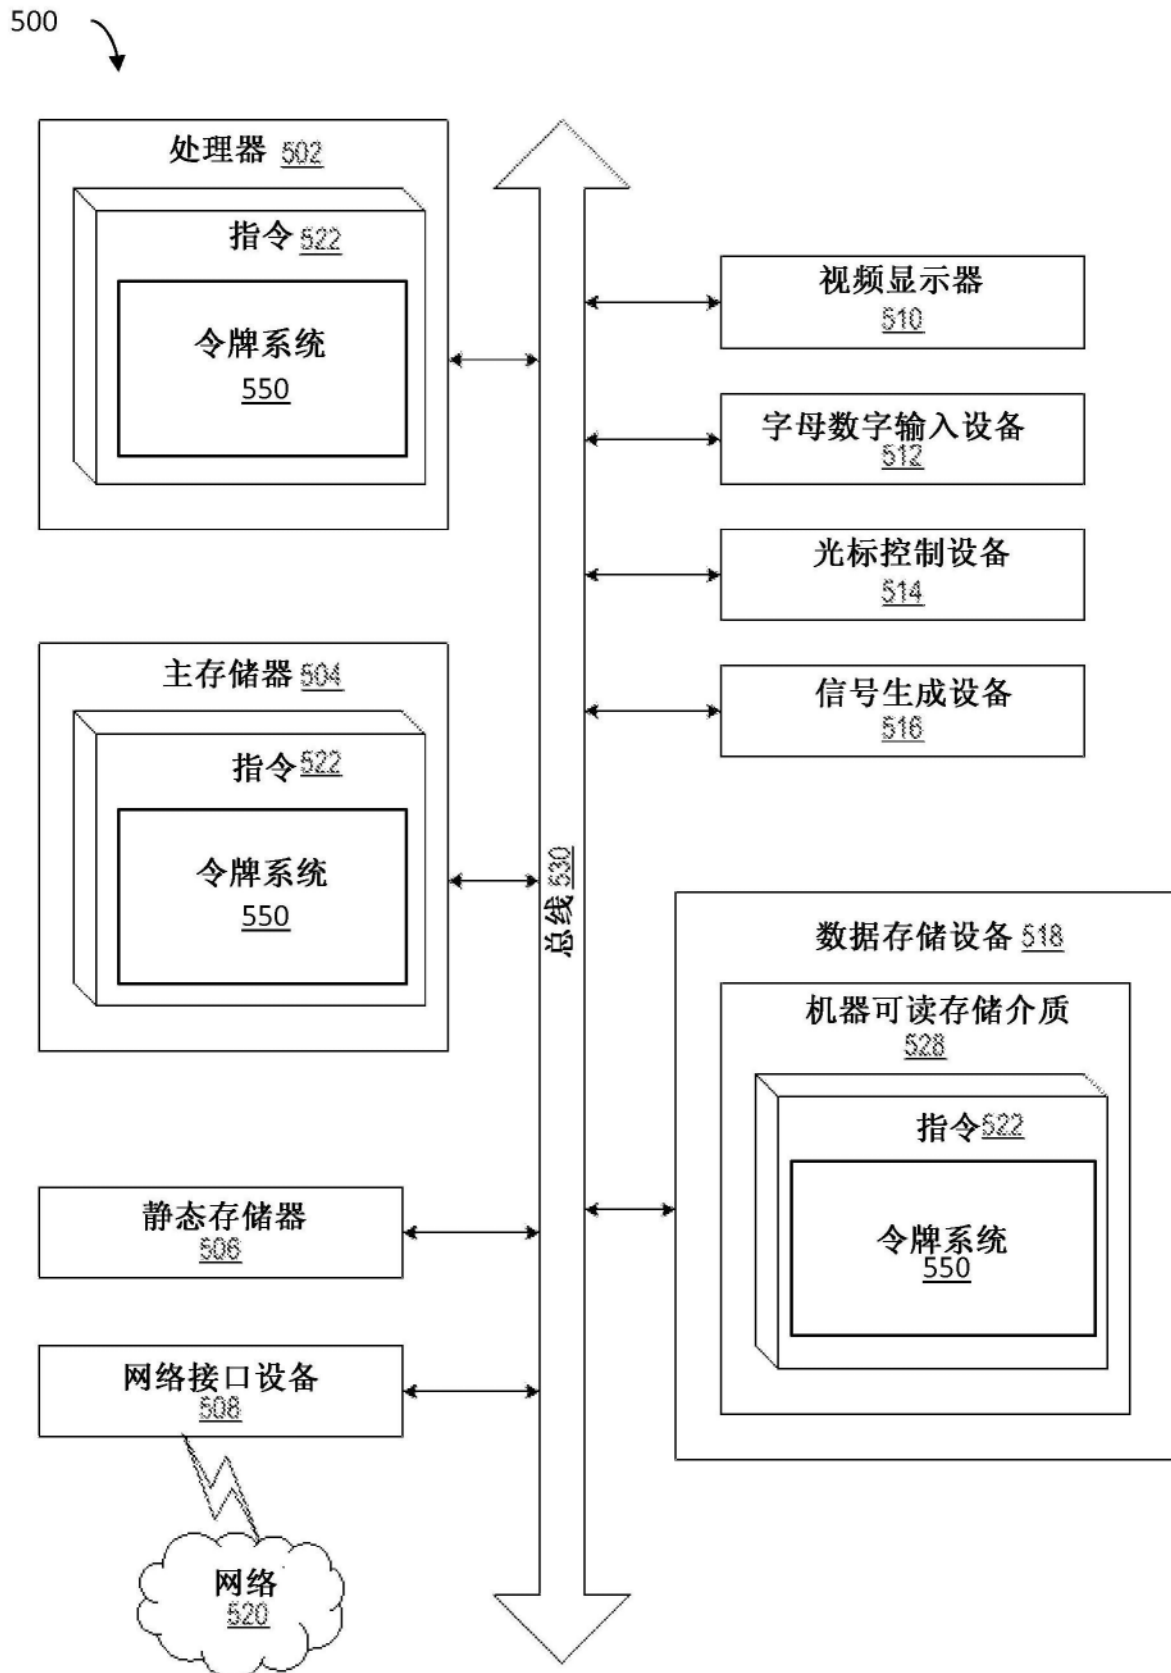 500
处理器 502
指令 522
令牌系统
550
主存储器 504
指令 522
令牌系统
550
静态存储器
506
网络接口设备
508
网络
520
总线 530
视频显示器
510
字母数字输入设备
512
光标控制设备
514
信号生成设备
516
数据存储设备 518
机器可读存储介质
528
指令 522
令牌系统
550